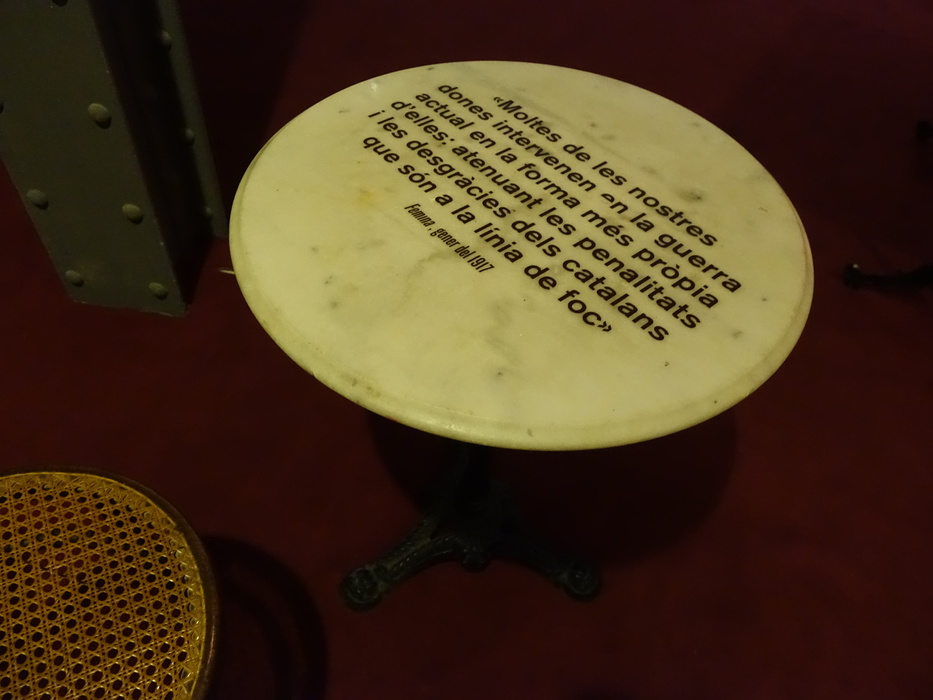 «Moltes de les nostres
dones intervenen en la guerra
actual en la forma més pròpia
d'elles: atenuant les penalitats
i les desgràcies dels catalans
que són a la línia de foc»
Femina, gener del 1917